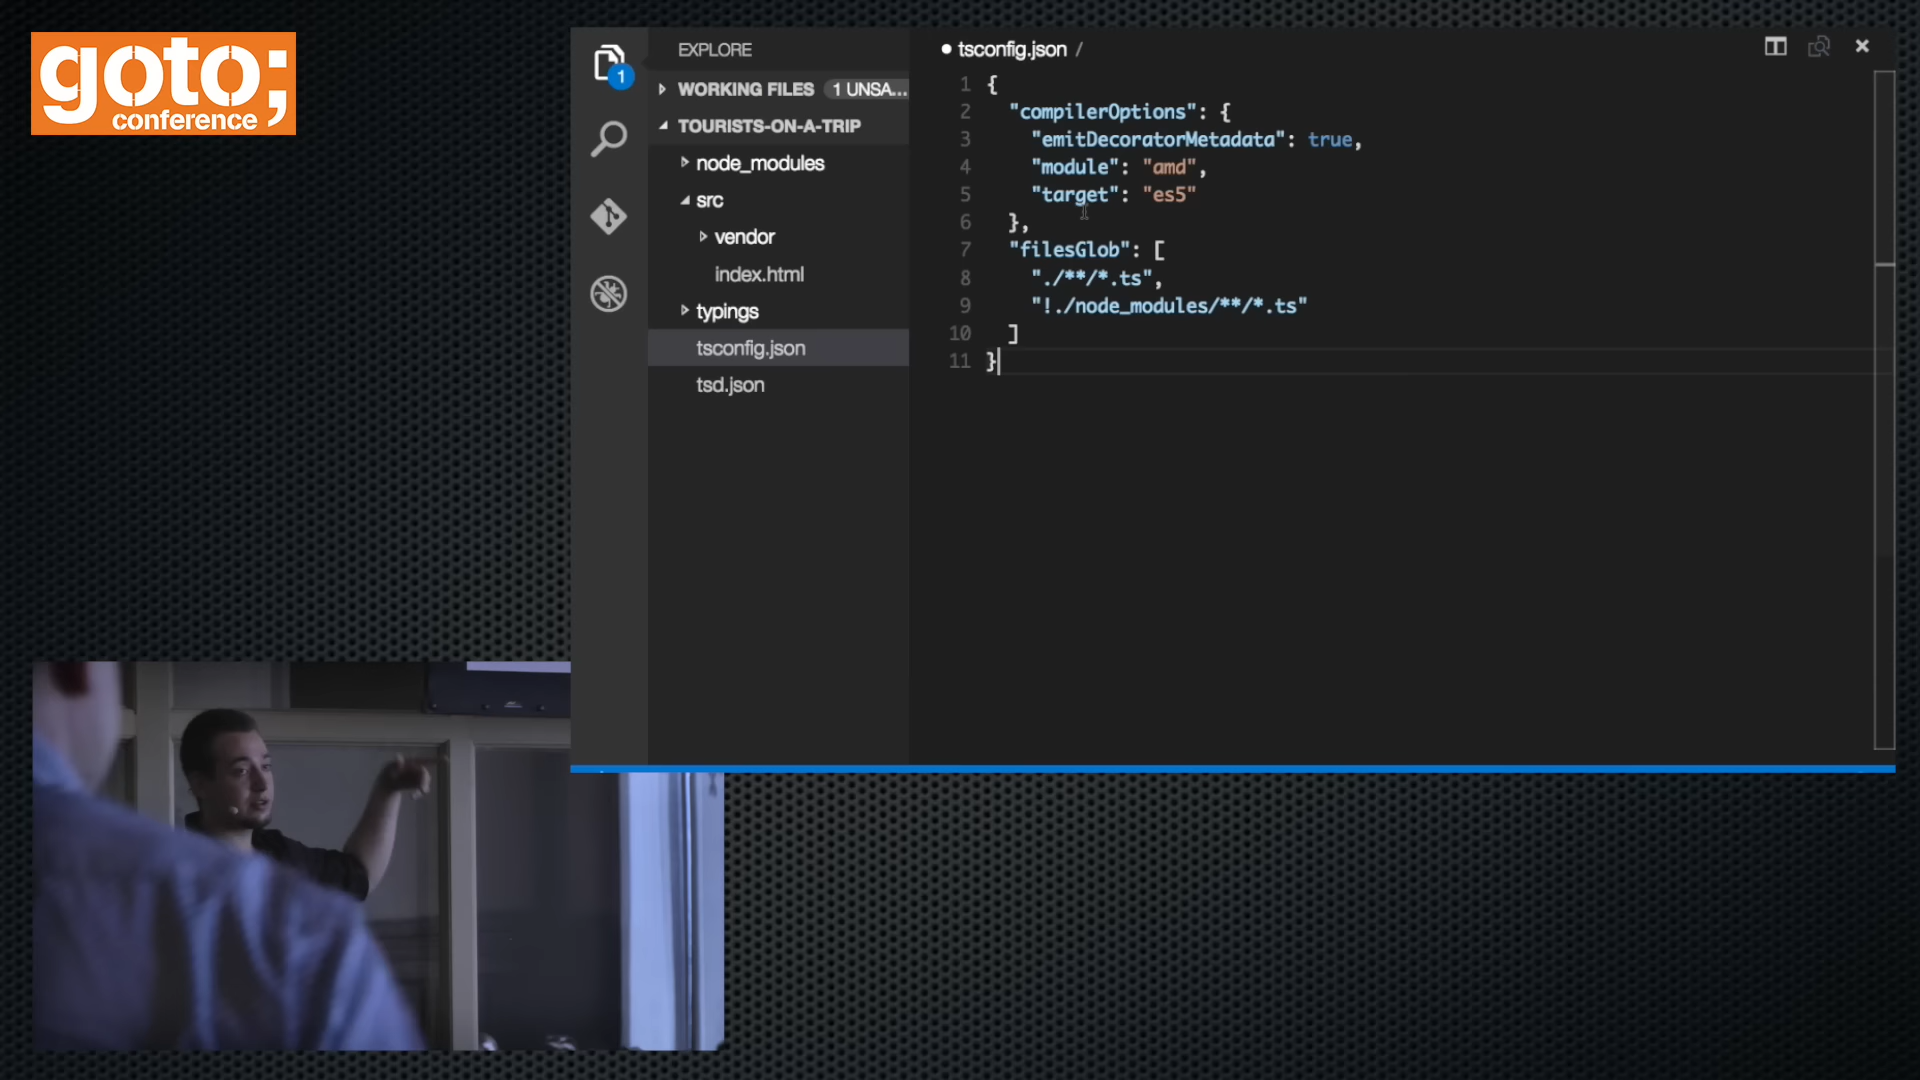 goto;
conference
1
EXPLORE
WORKING FILES 1 UNSA...
TOURISTS-ON-A-TRIP
node_modules
src
vendor
index.html
typings
tsconfig.json
tsd.json
tsconfig.json /
1 {
2 "compilerOptions": {
3 "emitDecoratorMetadata": true,
4 "module": "amd",
5 "target": "es5"
6 },
7 "filesGlob": [
8 "./**/*.ts",
9 "!./node_modules/**/*.ts"
10 ]
11 }